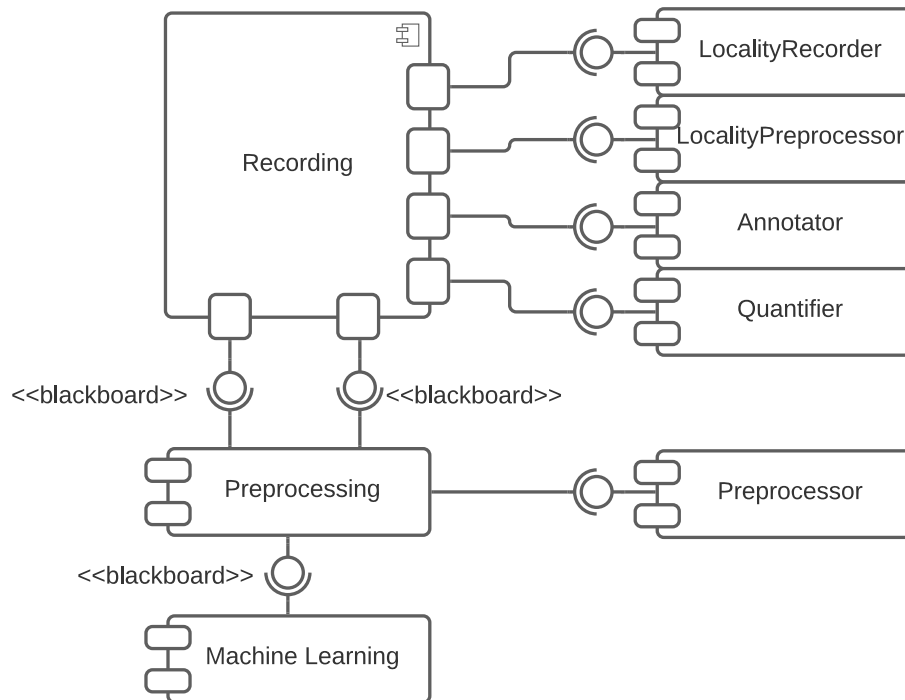 LocalityRecorder
LocalityPreprocessor
Recording
Annotator
Quantifier
<<blackboard>>
<<blackboard>>
Preprocessing
Preprocessor
<<blackboard>>
Machine Learning